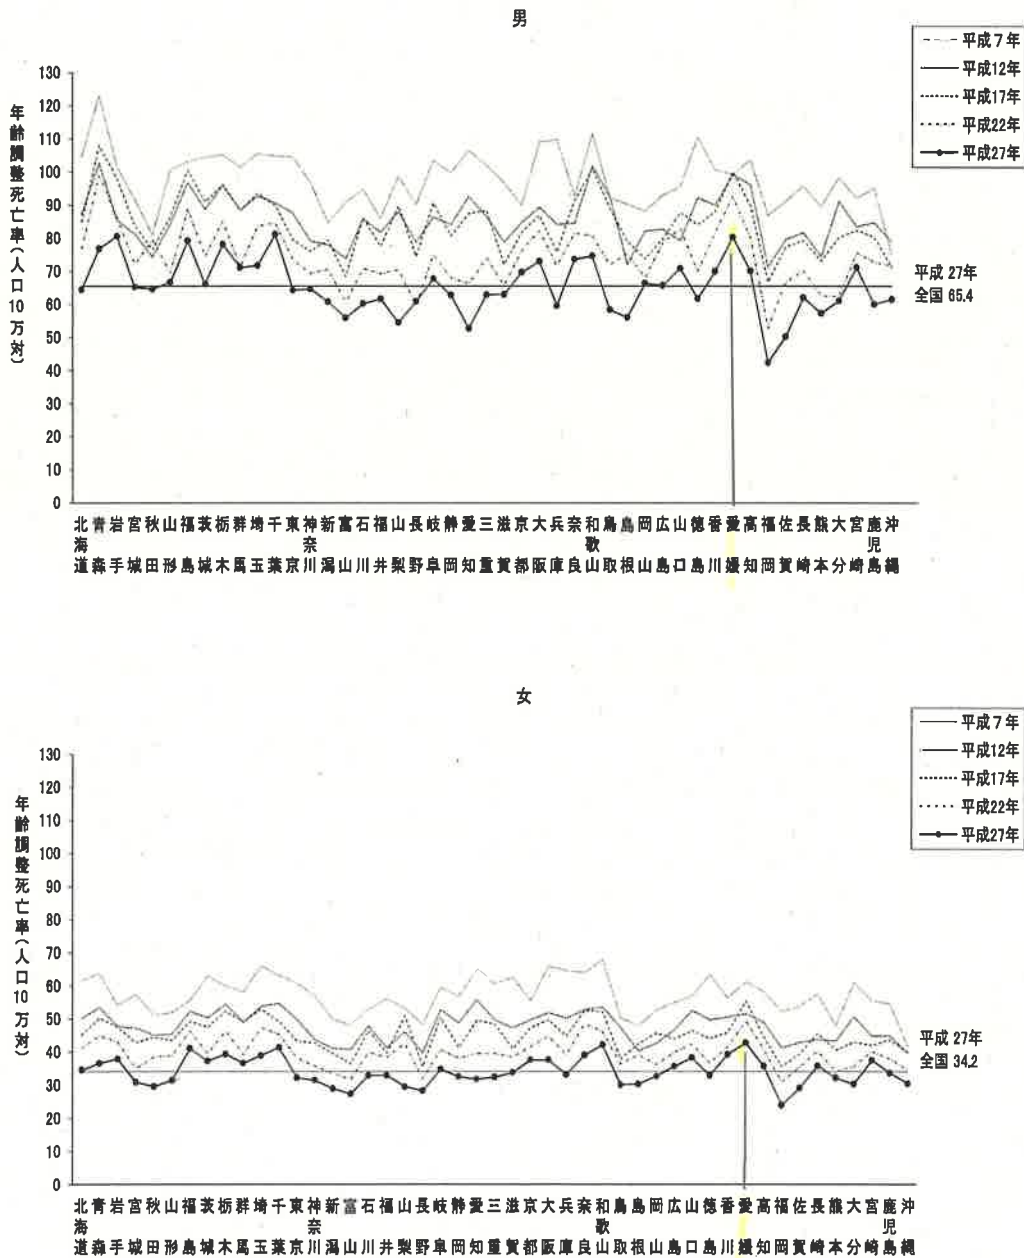 男
平成7年
平成12年
平成17年
平成22年
平成27年
年齢調整死亡率(人口10万対)
130
120
110
100
90
80
70
60
50
40
30
20
10
0
平成 27年
全国 65.4
北海道 青森 岩手 宮城 秋田 山形 福島 茨城 栃木 群馬 埼玉 千葉 東京 神奈川 新潟 富山 石川 福井 山梨 長野 岐阜 静岡 愛知 三重 滋賀 京都 大阪 兵庫 奈良 和歌山 鳥取 島根 岡山 広島 山口 徳島 香川 愛媛 高知 福岡 佐賀 長崎 熊本 大分 宮崎 鹿児島 沖縄
女
平成7年
平成12年
平成17年
平成22年
平成27年
年齢調整死亡率(人口10万対)
130
120
110
100
90
80
70
60
50
40
30
20
10
0
平成 27年
全国 34.2
北海道 青森 岩手 宮城 秋田 山形 福島 茨城 栃木 群馬 埼玉 千葉 東京 神奈川 新潟 富山 石川 福井 山梨 長野 岐阜 静岡 愛知 三重 滋賀 京都 大阪 兵庫 奈良 和歌山 鳥取 島根 岡山 広島 山口 徳島 香川 愛媛 高知 福岡 佐賀 長崎 熊本 大分 宮崎 鹿児島 沖縄